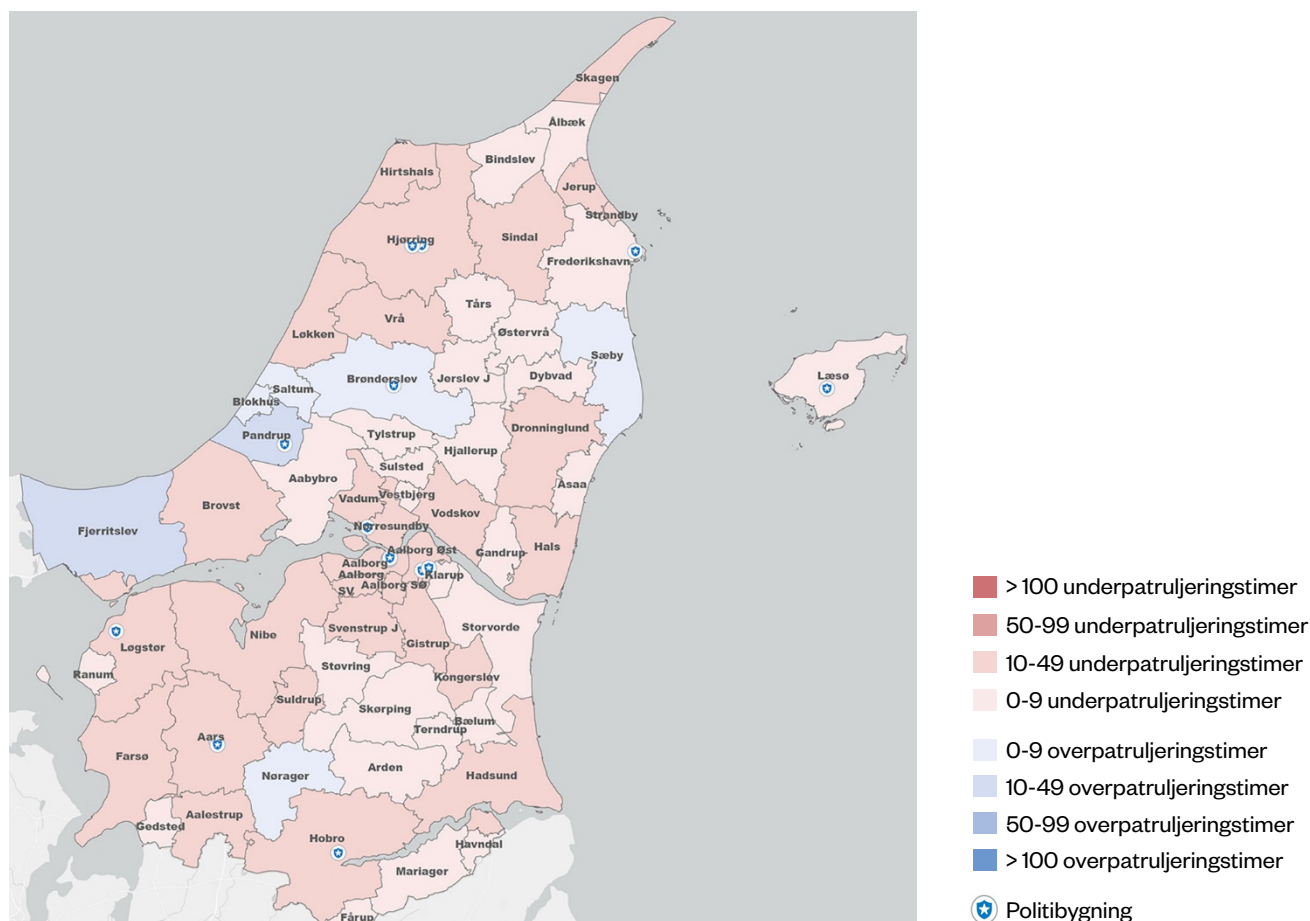 Skagen
Ålbæk
Bindslev
Hirtshals
Jerup
Strandby
Hjørring
Sindal
Frederikshavn
Tårs
Vrå
Østervrå
Løkken
Sæby
Læsø
Brønderslev
Jerslev J
Dybvad
Saltum
Blokhus
Pandrup
Tylstrup
Dronninglund
Hjallerup
Sulsted
Aabybro
Asaa
Vadum
Vestbjerg
Brovst
Vodskov
Nørresundby
Fjerritslev
Aalborg Øst
Gandrup
Hals
Aalborg
Aalborg
SV
Aalborg SØ
Klarup
Svenstrup J
Storvorde
Nibe
Gistrup
Løgstør
Støvring
Ranum
Kongerslev
Suldrup
Skørping
Bælum
Terndrup
Aars
Farsø
Arden
Nørager
Hadsund
Aalestrup
Gedsted
Hobro
Havndal
Mariager
Fårup
> 100 underpatruljeringstimer
50-99 underpatruljeringstimer
10-49 underpatruljeringstimer
0-9 underpatruljeringstimer
0-9 overpatruljeringstimer
10-49 overpatruljeringstimer
50-99 overpatruljeringstimer
> 100 overpatruljeringstimer
Politibygning